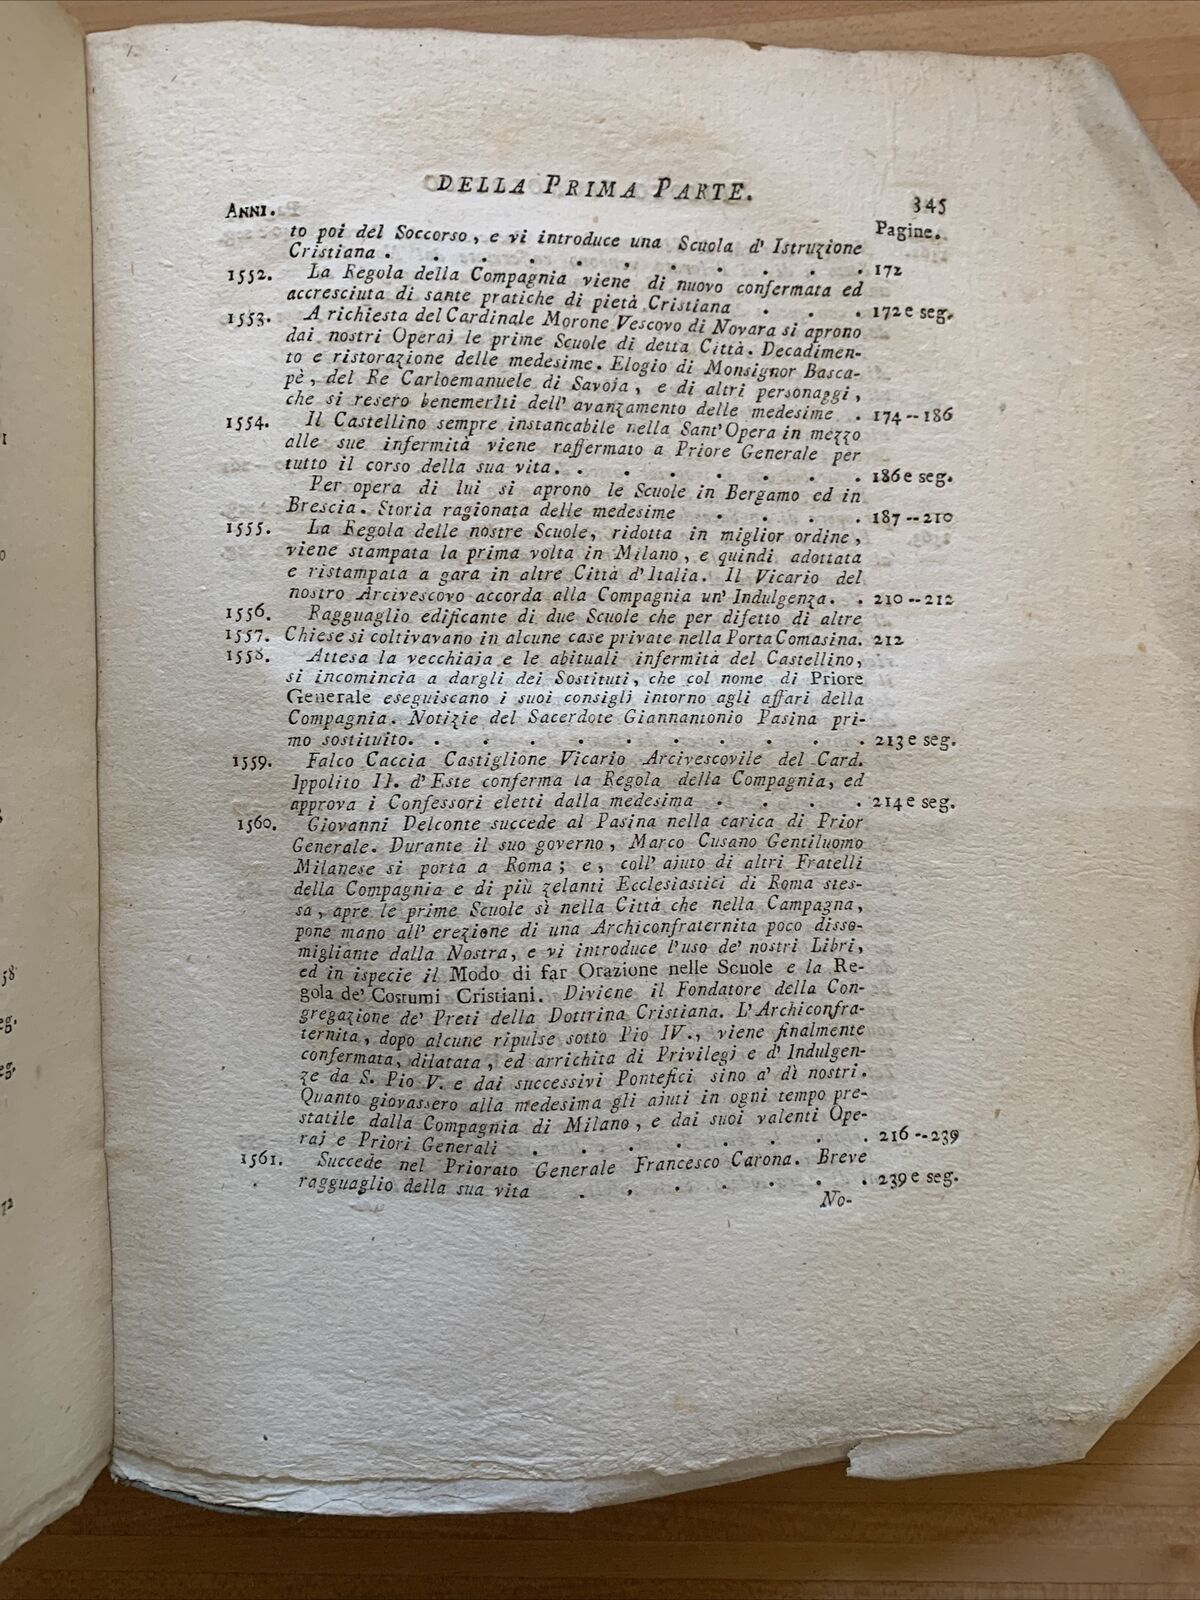 DELLA PRIMA PARTE.
345
ANNI.
Pagine.
to poi del Soccorso, e vi introduce una Scuola d' Istruzione
Cristiana . . . . . . . . . . . 172
1552. La Regola della Compagnia viene di nuovo confermata ed
accresciuta di sante pratiche di pietà Cristiana . . . 172 e seg.
1553. A richiesta del Cardinale Morone Vescovo di Novara si aprono
dai nostri Operaj le prime Scuole di detta Città. Decadimen-
to e ristorazione delle medesime. Elogio di Monsignor Basca-
pè, del Re Carloemanuele di Savoja, e di altri personaggi,
che si resero benemeriti dell' avanzamento delle medesime . 174--186
1554. Il Castellino sempre instancabile nella Sant' Opera in mezzo
alle sue infermità viene raffermato a Priore Generale per
tutto il corso della sua vita. . . . . . . . . 186 e seg.
Per opera di lui si aprono le Scuole in Bergamo ed in
Brescia. Storia ragionata delle medesime . . . . 187--210
1555. La Regola delle nostre Scuole, ridotta in miglior ordine,
viene stampata la prima volta in Milano, e quindi adottata
e ristampata a gara in altre Città d' Italia. Il Vicario del
nostro Arcivescovo accorda alla Compagnia un' Indulgenza. . 210--212
1556. Ragguaglio edificante di due Scuole che per difetto di altre
1557. Chiese si coltivavano in alcune case private nella Porta Comasina. 212
1558. Attesa la vecchiaja e le abituali infermità del Castellino,
si incomincia a dargli dei Sostituti, che col nome di Priore
Generale eseguiscano i suoi consigli intorno agli affari della
Compagnia. Notizie del Sacerdote Giannantonio Pasina pri-
mo sostituito. . . . . . . . . . . . 213 e seg.
1559. Falco Caccia Castiglione Vicario Arcivescovile del Card.
Ippolito II. d' Este conferma la Regola della Compagnia, ed
approva i Confessori eletti dalla medesima . . . . 214 e seg.
1560. Giovanni Delconte succede al Pasina nella carica di Prior
Generale. Durante il suo governo, Marco Cusano Gentiluomo
Milanese si porta a Roma; e, coll' ajuto di altri Fratelli
della Compagnia e di più zelanti Ecclesiastici di Roma stes-
sa, apre le prime Scuole sì nella Città che nella Campagna,
pone mano all' erezione di una Archiconfraternita poco disso-
migliante dalla Nostra, e vi introduce l'uso de' nostri Libri,
ed in ispecie il Modo di far Orazione nelle Scuole e la Re-
gola de' Costumi Cristiani. Diviene il Fondatore della Con-
gregazione de' Preti della Dottrina Cristiana. L' Archiconfra-
ternita, dopo alcune ripulse sotto Pio IV., viene finalmente
confermata, dilatata, ed arrichita di Privilegj e d' Indulgen-
ze da S. Pio V. e dai successivi Pontefici sino a' dì nostri.
Quanto giovassero alla medesima gli ajuti in ogni tempo pre-
statile dalla Compagnia di Milano, e dai suoi valenti Ope-
raj e Priori Generali . . . . . . . . 216--239
1561. Succede nel Priorato Generale Francesco Carona. Breve
ragguaglio della sua vita . . . . . . . 239 e seg.
No-